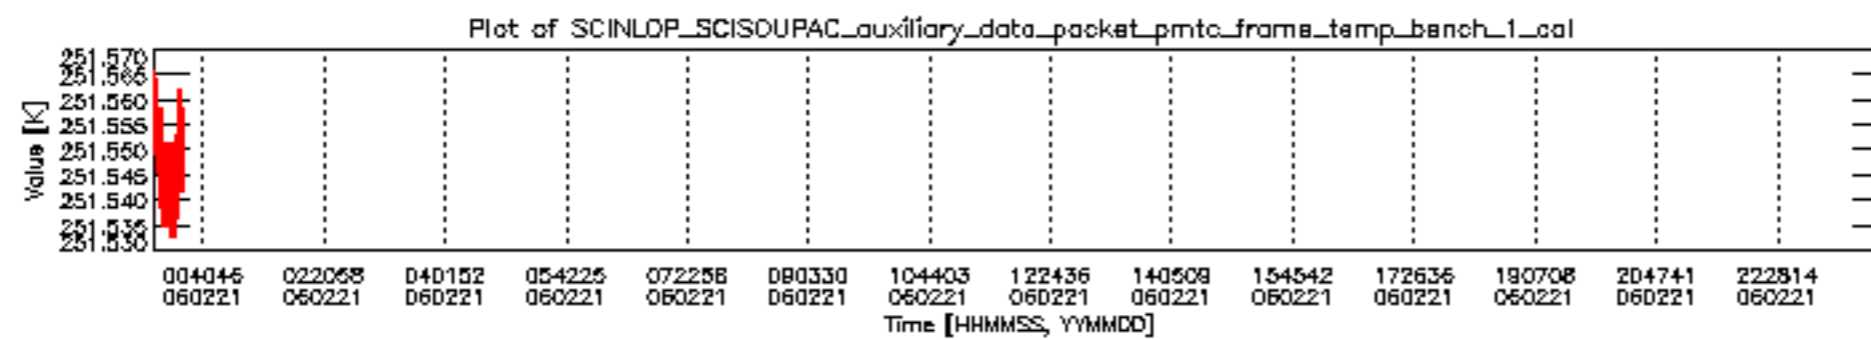 Plot of SCINLOP_SCISOUPAC_auxiliary_data_packet_pmtc_frame_temp_bench_1_cal
251.570
251.565
251.560
251.555
251.550
251.545
251.540
251.535
251.530
Value [K]
004046 022058 040152 054225 072258 090330 104403 122436 140509 154542 172635 190708 204741 222814
060221 060221 060221 060221 060221 060221 060221 060221 060221 060221 060221 060221 060221 060221
Time [HHMMSS, YYMMDD]